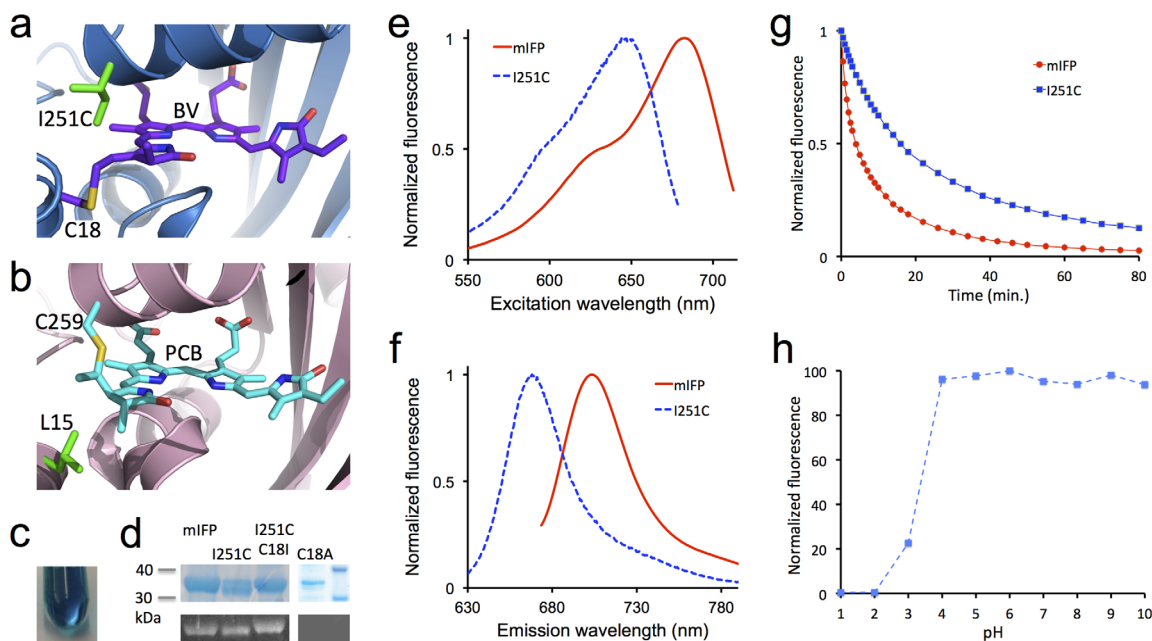 a
I251C
BV
C18
b
C259
PCB
L15
c
d
mIFP
I251C
I251C
C18I
C18A
40
30
kDa
e
Normalized fluorescence
1
0.5
0
mIFP
I251C
550
600
650
700
Excitation wavelength (nm)
f
Normalized fluorescence
1
0.5
0
mIFP
I251C
630
680
730
780
Emission wavelength (nm)
g
Normalized fluorescence
1
0.5
0
mIFP
I251C
0
20
40
60
80
Time (min.)
h
Normalized fluorescence
100
80
60
40
20
0
1 2 3 4 5 6 7 8 9 10
pH